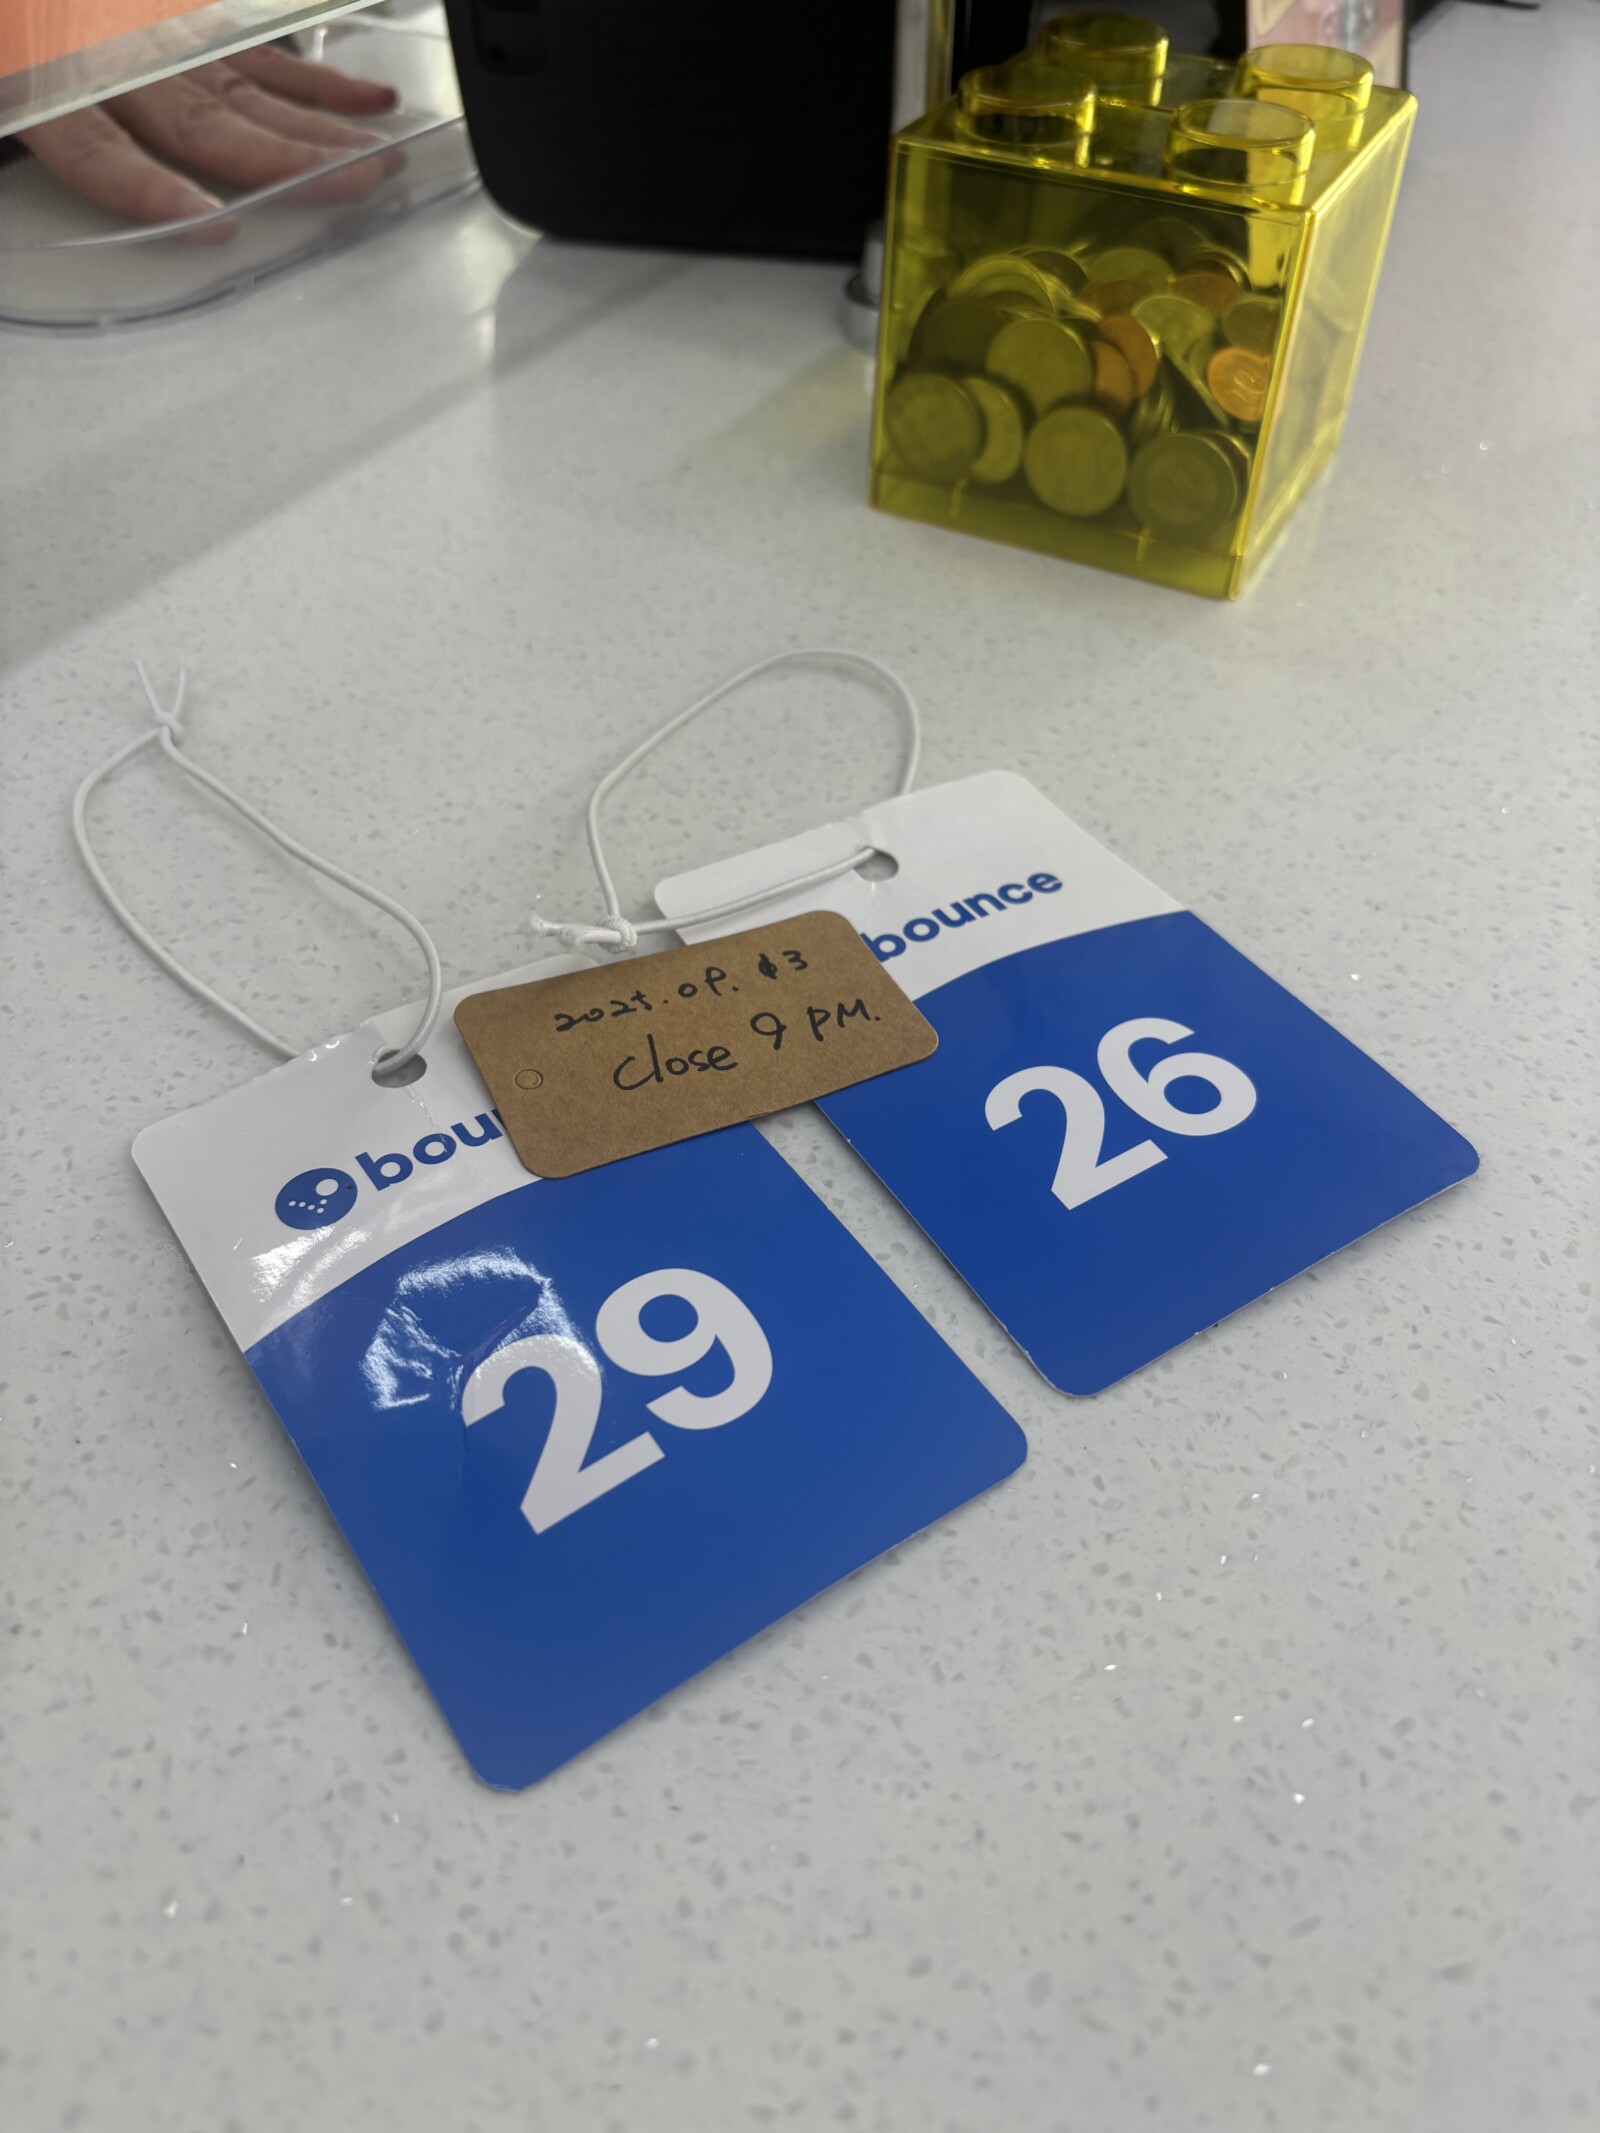 bounce
2025. 09. 03
close 9 PM.
bou
26
29